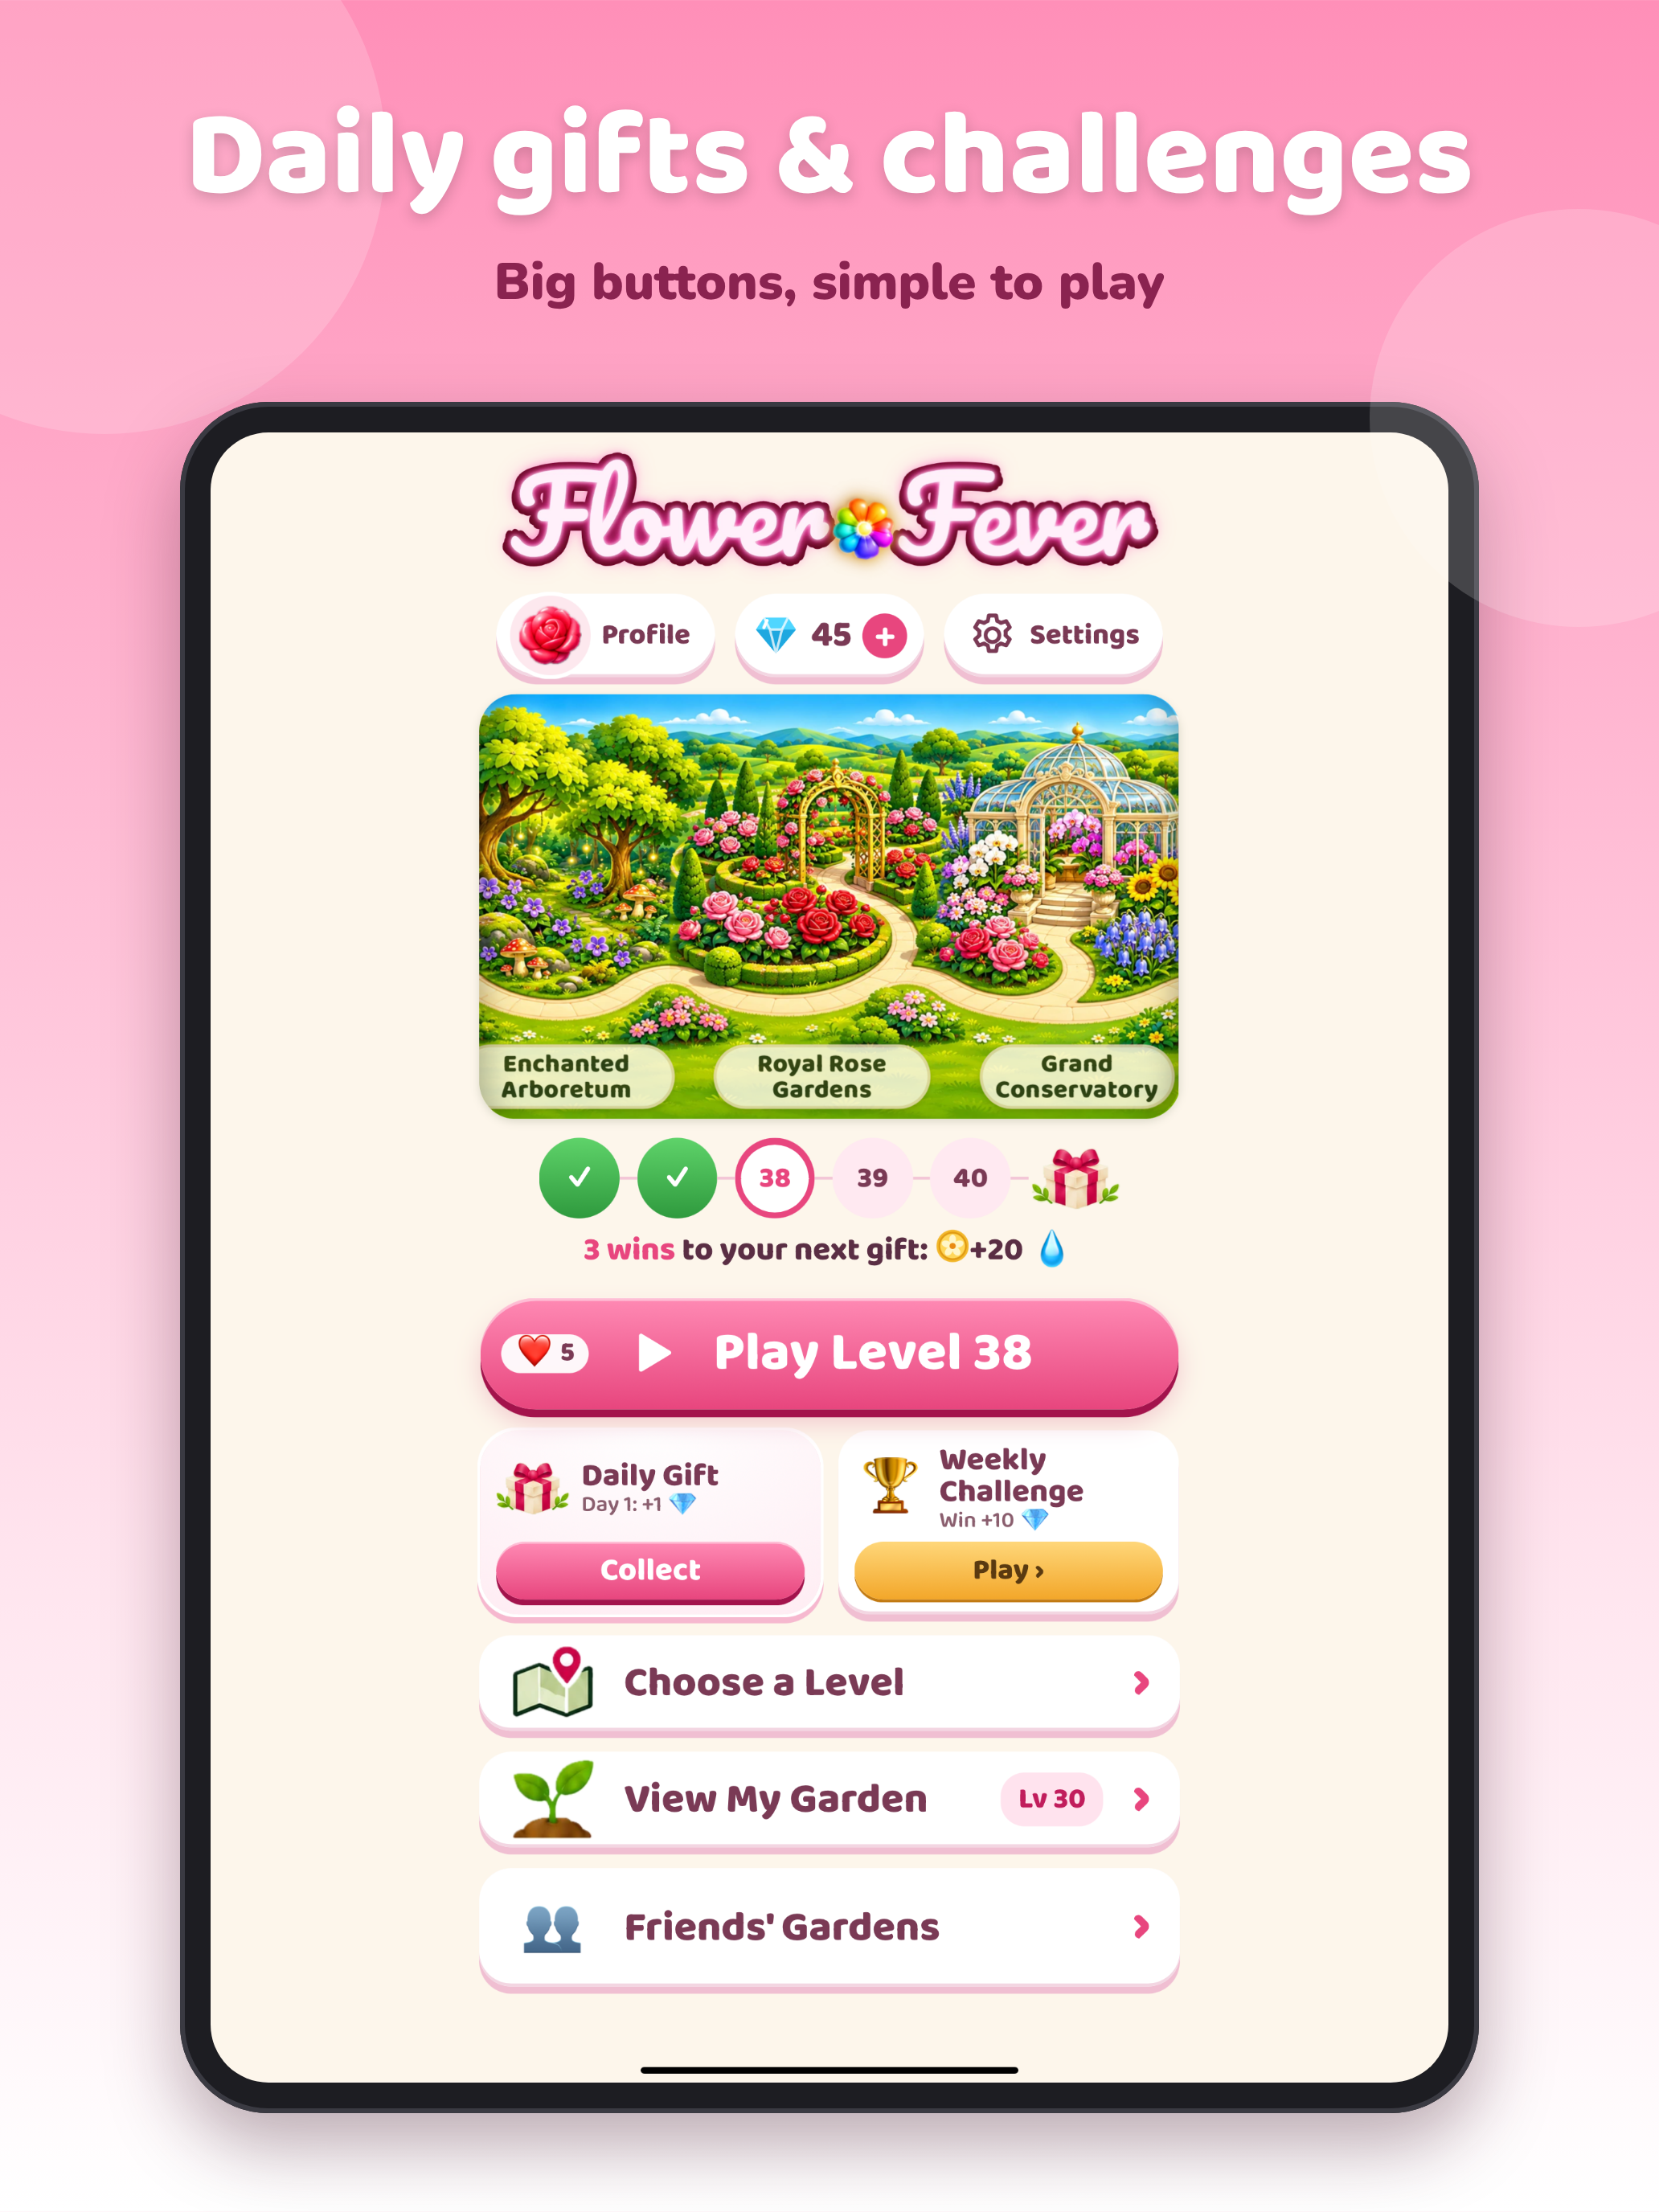 Daily gifts & challenges
Big buttons, simple to play
Flower Fever
Profile
45 +
Settings
Enchanted
Arboretum
Royal Rose
Gardens
Grand
Conservatory
38
39
40
3 wins to your next gift: +20
5
Play Level 38
Daily Gift
Day 1: +1
Collect
Weekly
Challenge
Win +10
Play ›
Choose a Level
View My Garden
Lv 30
Friends' Gardens